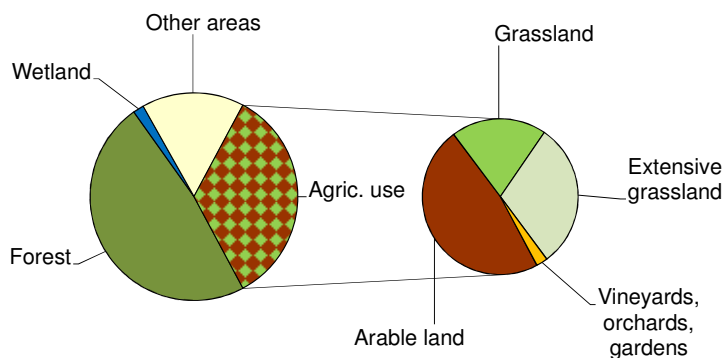 Other areas
Grassland
Wetland
Agric. use
Extensive
grassland
Forest
Vineyards,
orchards,
gardens
Arable land